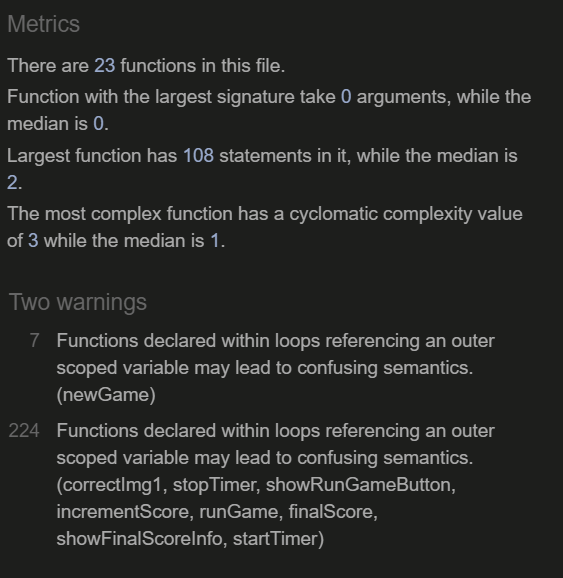 Metrics
There are 23 functions in this file.
Function with the largest signature take 0 arguments, while the
median is 0.
Largest function has 108 statements in it, while the median is
2.
The most complex function has a cyclomatic complexity value
of 3 while the median is 1.
Two warnings
7 Functions declared within loops referencing an outer
scoped variable may lead to confusing semantics.
(newGame)
224 Functions declared within loops referencing an outer
scoped variable may lead to confusing semantics.
(correctImg1, stopTimer, showRunGameButton,
incrementScore, runGame, finalScore,
showFinalScoreInfo, startTimer)